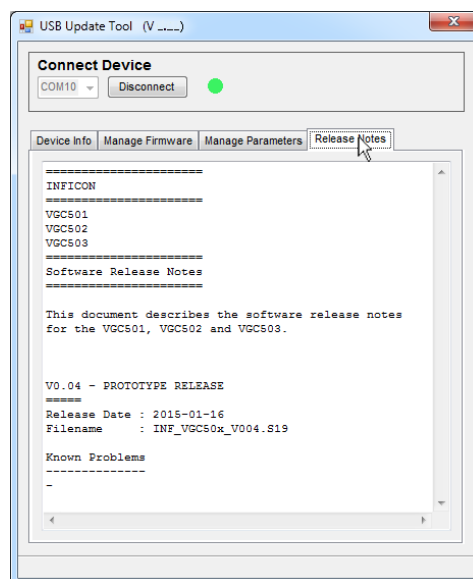 USB Update Tool (V _.__)
Connect Device
COM10 Disconnect
Device Info Manage Firmware Manage Parameters Release Notes
=======================
INFICON
=======================
VGC501
VGC502
VGC503
=======================
Software Release Notes
=======================
This document describes the software release notes
for the VGC501, VGC502 and VGC503.
V0.04 - PROTOTYPE RELEASE
=====
Release Date : 2015-01-16
Filename     : INF_VGC50x_V004.S19
Known Problems
--------------
-